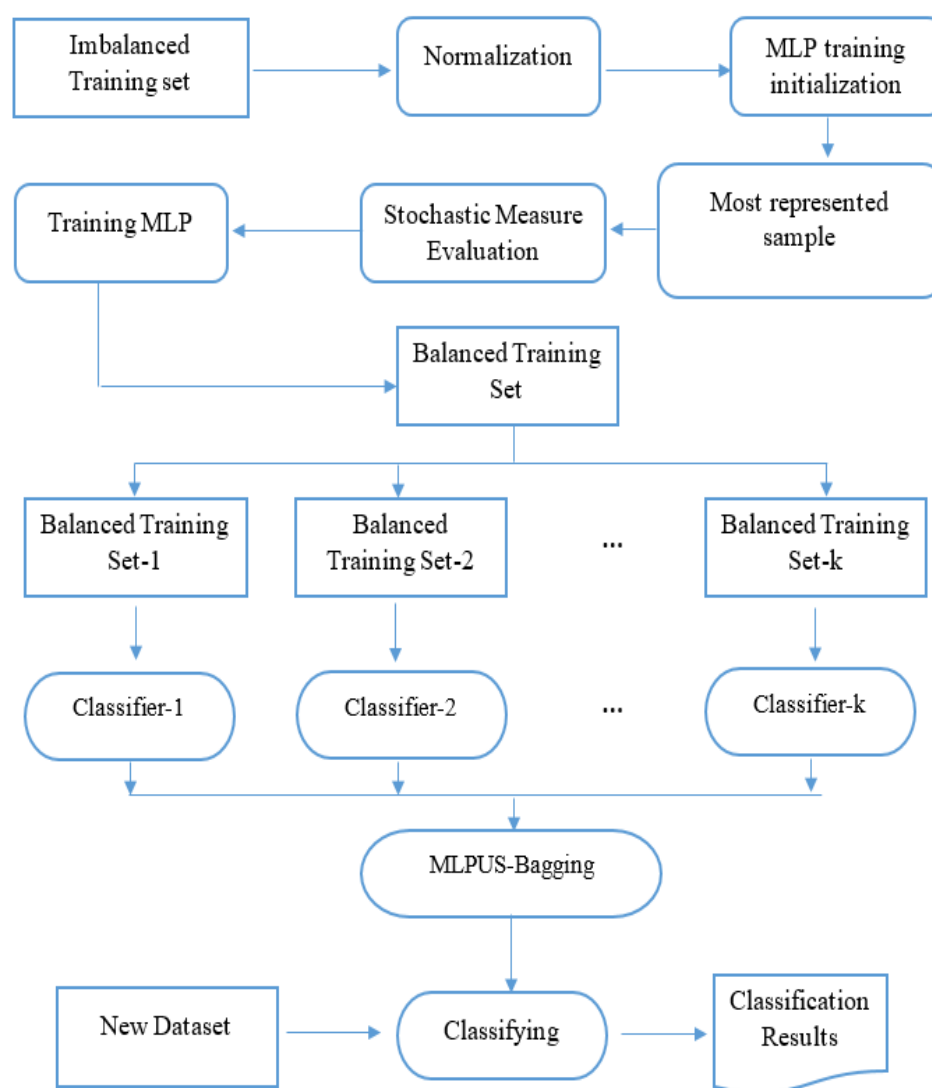 Imbalanced
Training set
Normalization
MLP training
initialization
Training MLP
Stochastic Measure
Evaluation
Most represented
sample
Balanced Training
Set
Balanced Training
Set-1
Balanced
Training Set-2
...
Balanced Training
Set-k
Classifier-1
Classifier-2
...
Classifier-k
MLPUS-Bagging
New Dataset
Classifying
Classification
Results